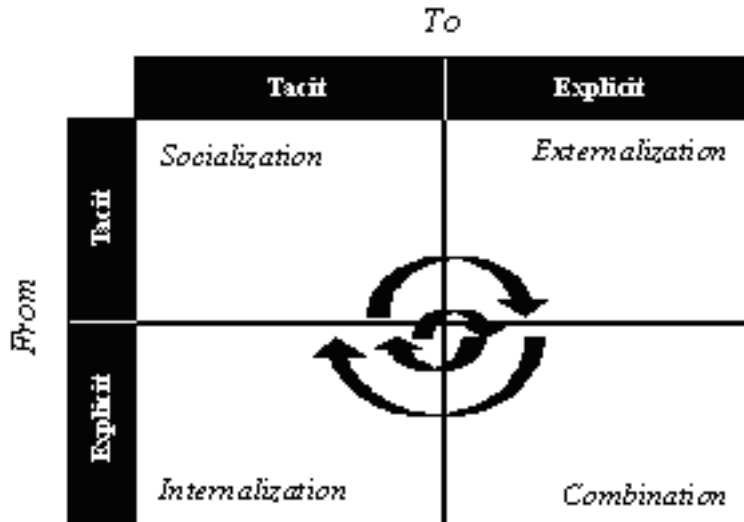 To
Tacit
Explicit
Socialization
Externalization
Tacit
From
Explicit
Internalization
Combination